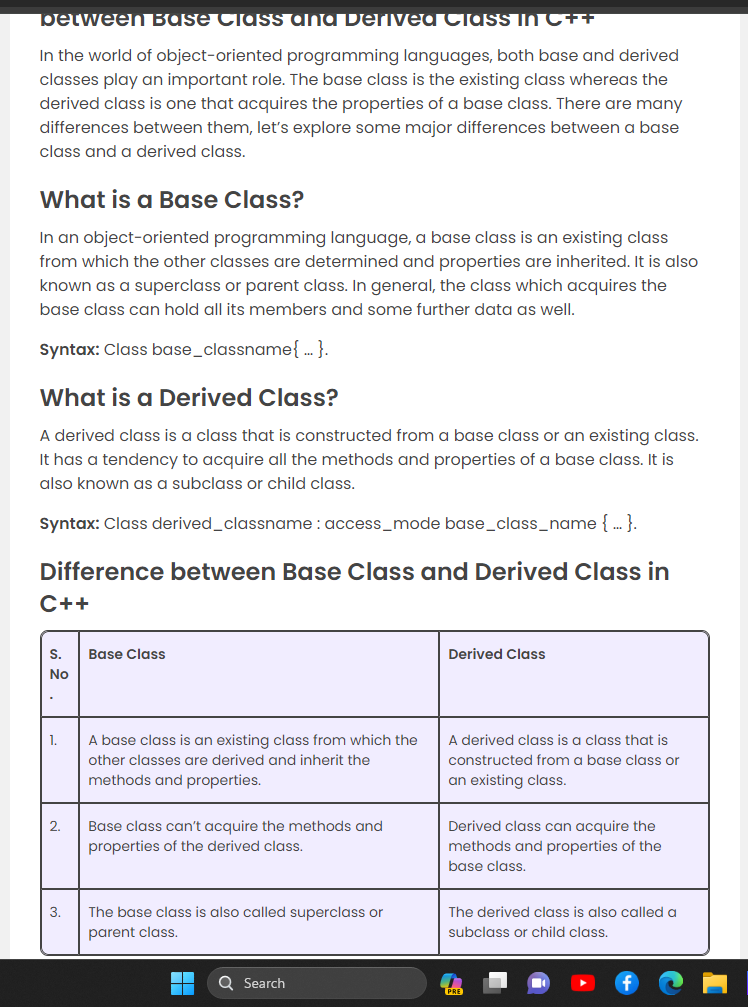 between Base Class and Derived Class in C++
In the world of object-oriented programming languages, both base and derived
classes play an important role. The base class is the existing class whereas the
derived class is one that acquires the properties of a base class. There are many
differences between them, let’s explore some major differences between a base
class and a derived class.
What is a Base Class?
In an object-oriented programming language, a base class is an existing class
from which the other classes are determined and properties are inherited. It is also
known as a superclass or parent class. In general, the class which acquires the
base class can hold all its members and some further data as well.
Syntax: Class base_classname{ … }.
What is a Derived Class?
A derived class is a class that is constructed from a base class or an existing class.
It has a tendency to acquire all the methods and properties of a base class. It is
also known as a subclass or child class.
Syntax: Class derived_classname : access_mode base_class_name { … }.
Difference between Base Class and Derived Class in
C++
S.
No
.
Base Class
Derived Class
1.
A base class is an existing class from which the
other classes are derived and inherit the
methods and properties.
A derived class is a class that is
constructed from a base class or
an existing class.
2.
Base class can’t acquire the methods and
properties of the derived class.
Derived class can acquire the
methods and properties of the
base class.
3.
The base class is also called superclass or
parent class.
The derived class is also called a
subclass or child class.
Search
PRE